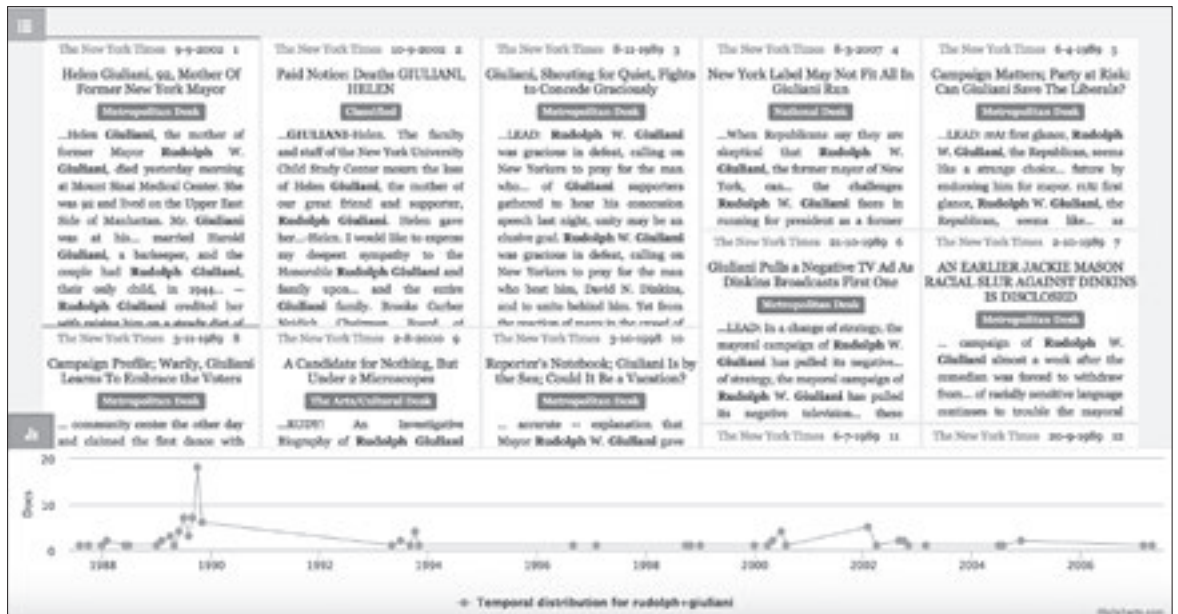 The New York Times 9-9-2002 1
Helen Giuliani, 92, Mother Of
Former New York Mayor
Metropolitan Desk
...Helen Giuliani, the mother of
former Mayor Rudolph W.
Giuliani, died yesterday morning
at Mount Sinai Medical Center. She
was 92 and lived on the Upper East
Side of Manhattan. Mr. Giuliani
was at his... married Harold
Giuliani, a barkeeper, and the
couple had Rudolph Giuliani,
their only child, in 1944... --
Rudolph Giuliani credited her
with raising him on a steady diet of
The New York Times 10-9-2002 2
Paid Notice: Deaths GIULIANI,
HELEN
Classified
...GIULIANI-Helen. The faculty
and staff of the New York University
Child Study Center mourn the loss
of Helen Giuliani, the mother of
our great friend and supporter,
Rudolph Giuliani. Helen gave
her...-Helen. I would like to express
my deepest sympathy to the
Honorable Rudolph Giuliani and
family upon... and the entire
Giuliani family. Brooks
Chairman Board of
The New York Times 8-11-1989 3
Giuliani, Shouting for Quiet, Fights
to Concede Graciously
Metropolitan Desk
...LEAD: Rudolph W. Giuliani
was gracious in defeat, calling on
New Yorkers to pray for the man
who... of Giuliani supporters
gathered to hear his concession
speech last night, unity may be an
elusive goal. Rudolph W. Giuliani
was gracious in defeat, calling on
New Yorkers to pray for the man
who beat him, David N. Dinkins,
and to unite behind him. Yet from
the reaction of many in the crowd of
The New York Times 8-3-2007 4
New York Label May Not Fit All In
Giuliani Run
National Desk
...When Republicans say they are
skeptical that Rudolph W.
Giuliani, the former mayor of New
York, can... the challenges
Rudolph W. Giuliani faces in
running for president as a former
The New York Times 6-4-1989 5
Campaign Matters; Party at Risk:
Can Giuliani Save The Liberals?
Metropolitan Desk
...LEAD: At first glance, Rudolph
W. Giuliani, the Republican, seems
like a strange choice... future by
endorsing him for mayor. At first
glance, Rudolph W. Giuliani, the
Republican, seems like... as
The New York Times 21-10-1989 6
Giuliani Pulls a Negative TV Ad As
Dinkins Broadcasts First One
Metropolitan Desk
...LEAD: In a change of strategy, the
mayoral campaign of Rudolph W.
Giuliani has pulled its negative...
of strategy, the mayoral campaign of
Rudolph W. Giuliani has pulled
its negative television... these
The New York Times 2-10-1989 7
AN EARLIER JACKIE MASON
RACIAL SLUR AGAINST DINKINS
IS DISCLOSED
Metropolitan Desk
... campaign of Rudolph W.
Giuliani almost a week after the
comedian was forced to withdraw
from... of racially sensitive language
continues to trouble the mayoral
The New York Times 3-11-1989 8
Campaign Profile; Warily, Giuliani
Learns To Embrace the Voters
Metropolitan Desk
... community center the other day
and claimed the first dance with
The New York Times 2-8-2000 9
A Candidate for Nothing, But
Under 2 Microscopes
The Arts/Cultural Desk
...RUDY! An Investigative
Biography of Rudolph Giuliani
The New York Times 3-10-1998 10
Reporter's Notebook; Giuliani Is by
the Sea; Could It Be a Vacation?
Metropolitan Desk
... accurate -- explanation that
Mayor Rudolph W. Giuliani gave
The New York Times 6-7-1989 11
The New York Times 20-9-1989 12
20
10
0
Docs
1988 1990 1992 1994 1996 1998 2000 2002 2004 2006
Temporal distribution for rudolph+giuliani
Highcharts.com